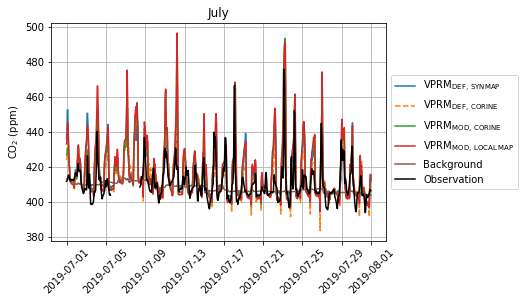 July
CO2 (ppm)
500
480
460
440
420
400
380
2019-07-01
2019-07-05
2019-07-09
2019-07-13
2019-07-17
2019-07-21
2019-07-25
2019-07-29
2019-08-01
VPRMDEF, SYNMAP
VPRMDEF, CORINE
VPRMMOD, CORINE
VPRMMOD, LOCAL MAP
Background
Observation